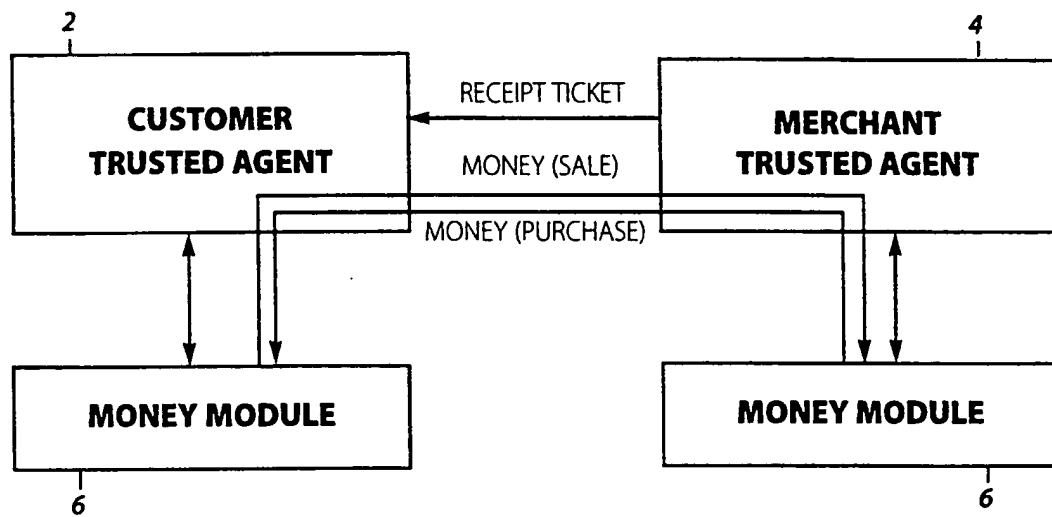 2
4
CUSTOMER
TRUSTED AGENT
RECEIPT TICKET
MERCHANT
TRUSTED AGENT
MONEY (SALE)
MONEY (PURCHASE)
MONEY MODULE
MONEY MODULE
6
6